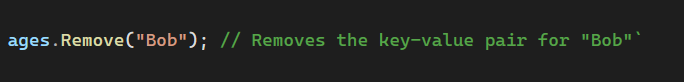 ages.Remove("Bob"); // Removes the key-value pair for "Bob"`